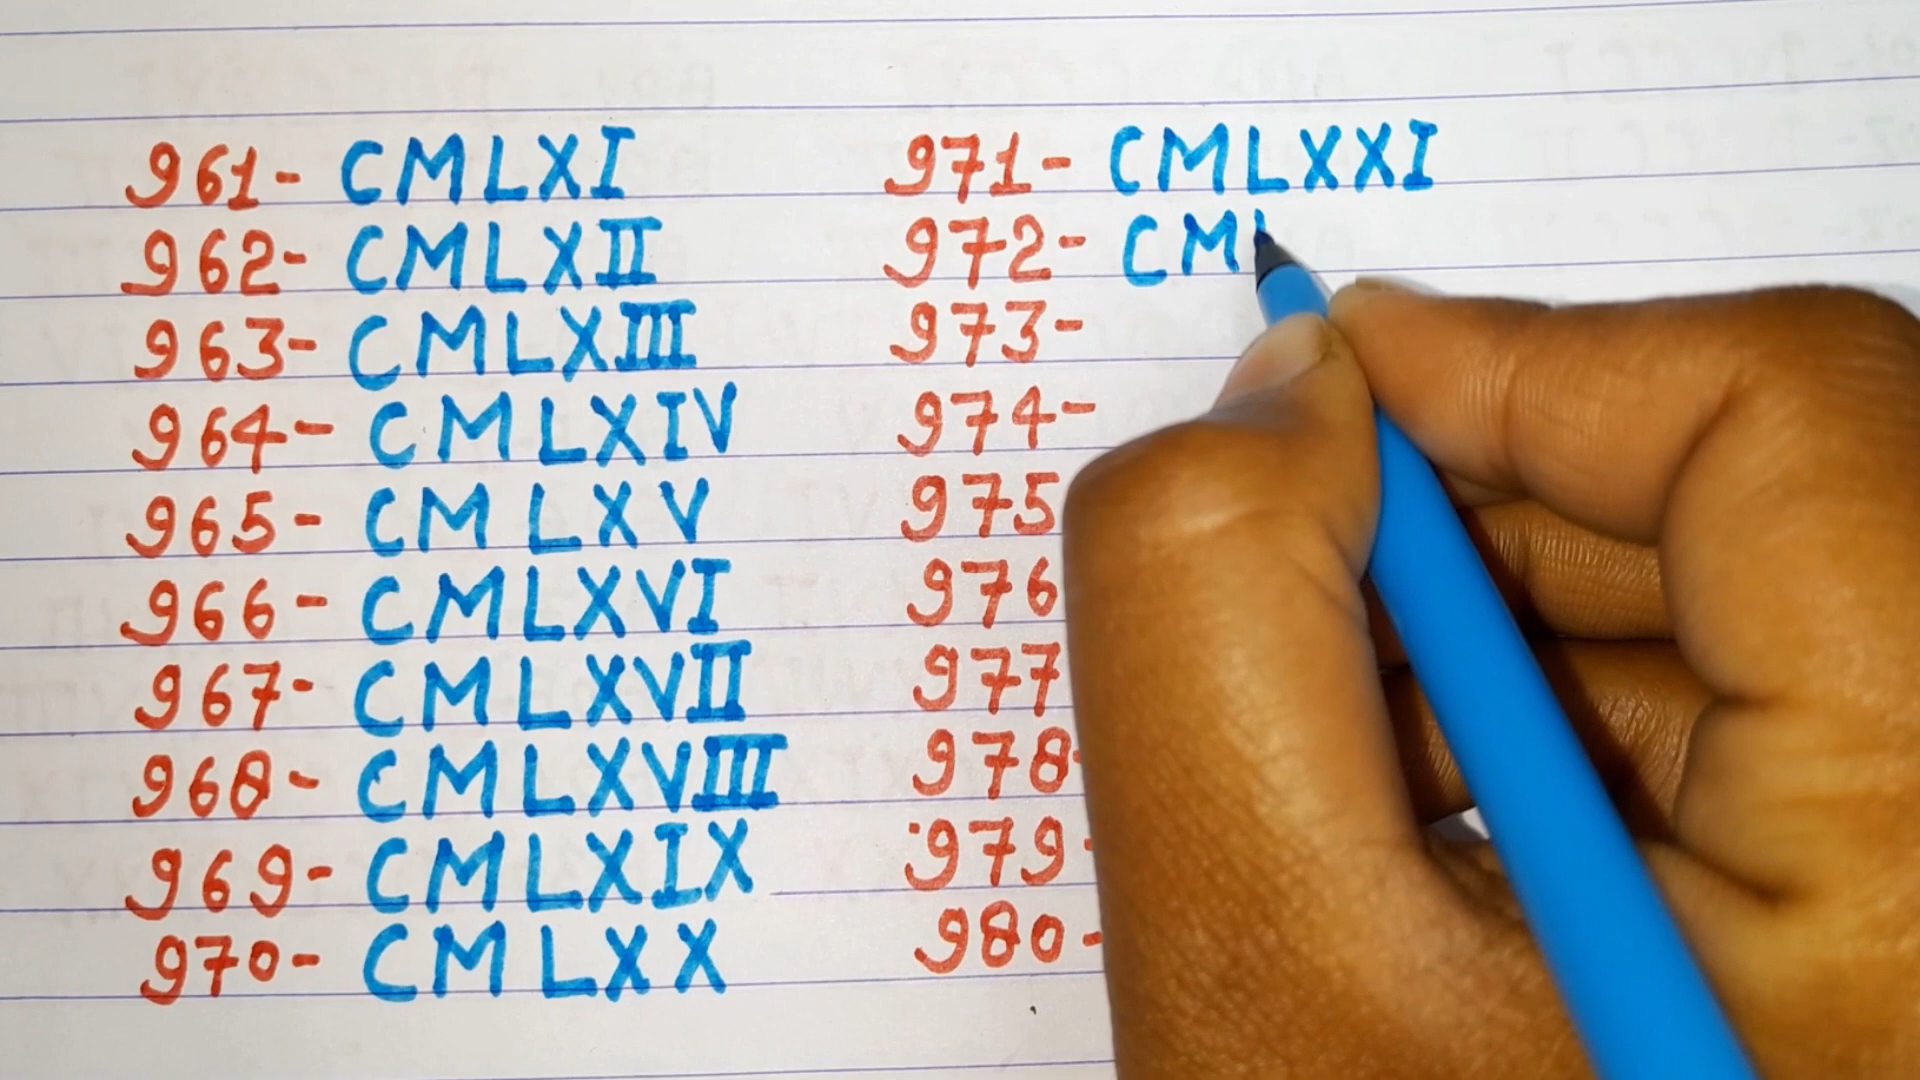 961- CMLXI
962- CMLXII
963- CMLXIII
964- CMLXIV
965- CMLXV
966- CMLXVI
967- CMLXVII
968- CMLXVIII
969- CMLXIX
970- CMLXX
971- CMLXXI
972- CML
973-
974-
975
976
977
978-
979-
980-